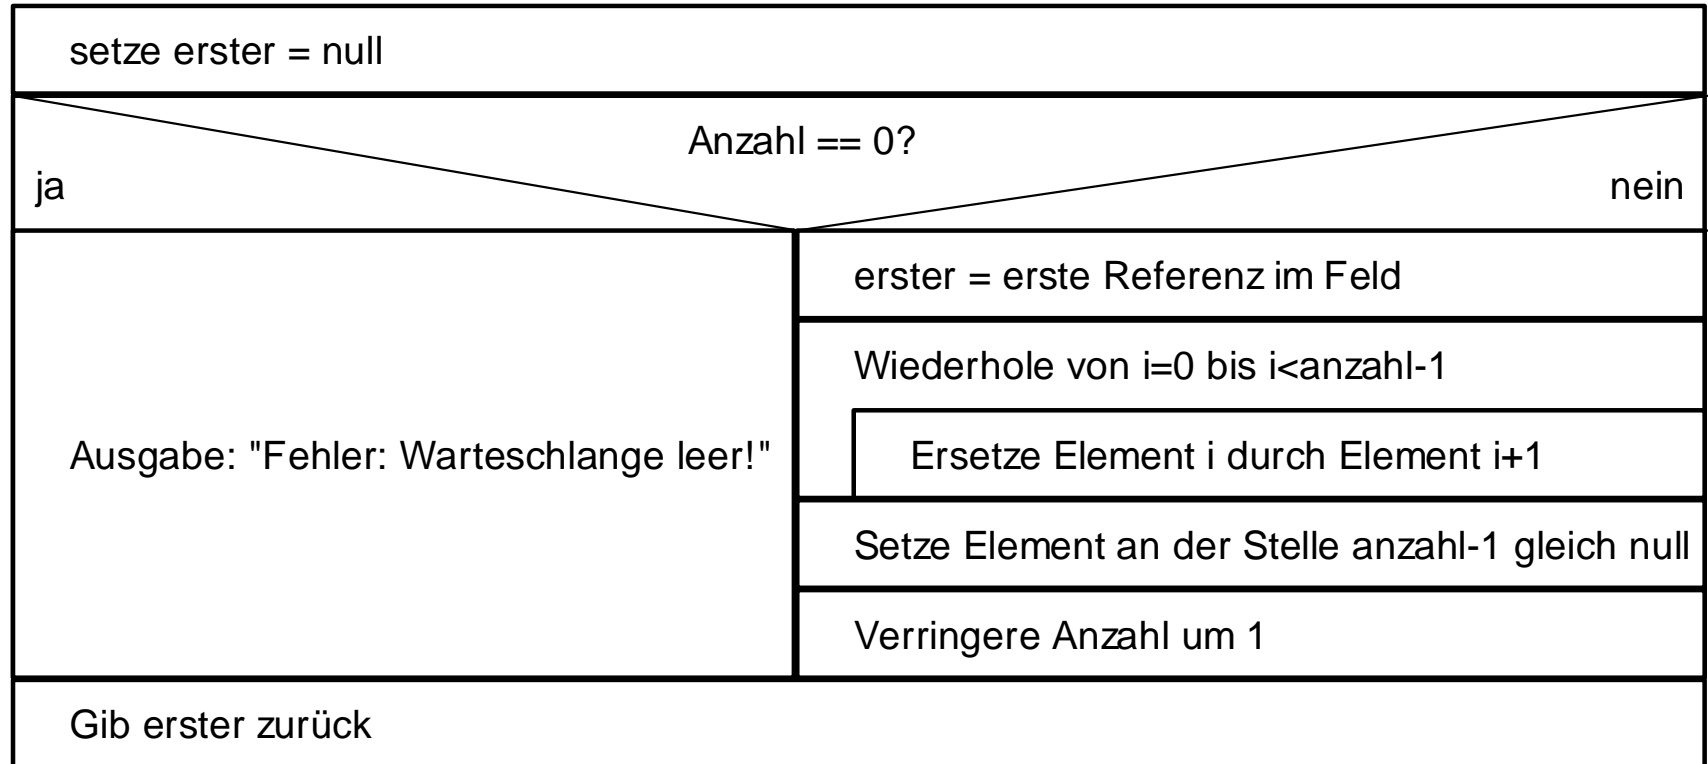 setze erster = null
Anzahl == 0?
ja
nein
erster = erste Referenz im Feld
Wiederhole von i=0 bis i<anzahl-1
Ausgabe: "Fehler: Warteschlange leer!"
Ersetze Element i durch Element i+1
Setze Element an der Stelle anzahl-1 gleich null
Verringere Anzahl um 1
Gib erster zurück